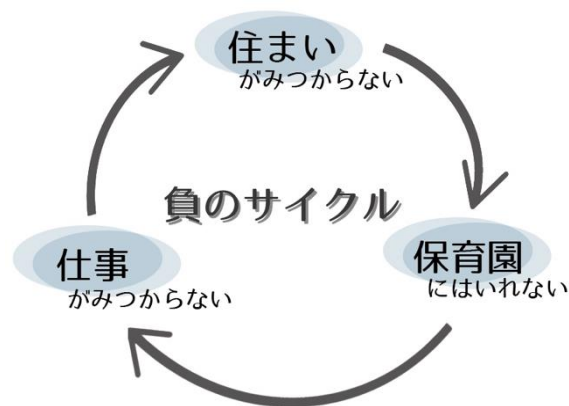 住まい
がみつからない
負のサイクル
保育園
にはいれない
仕事
がみつからない